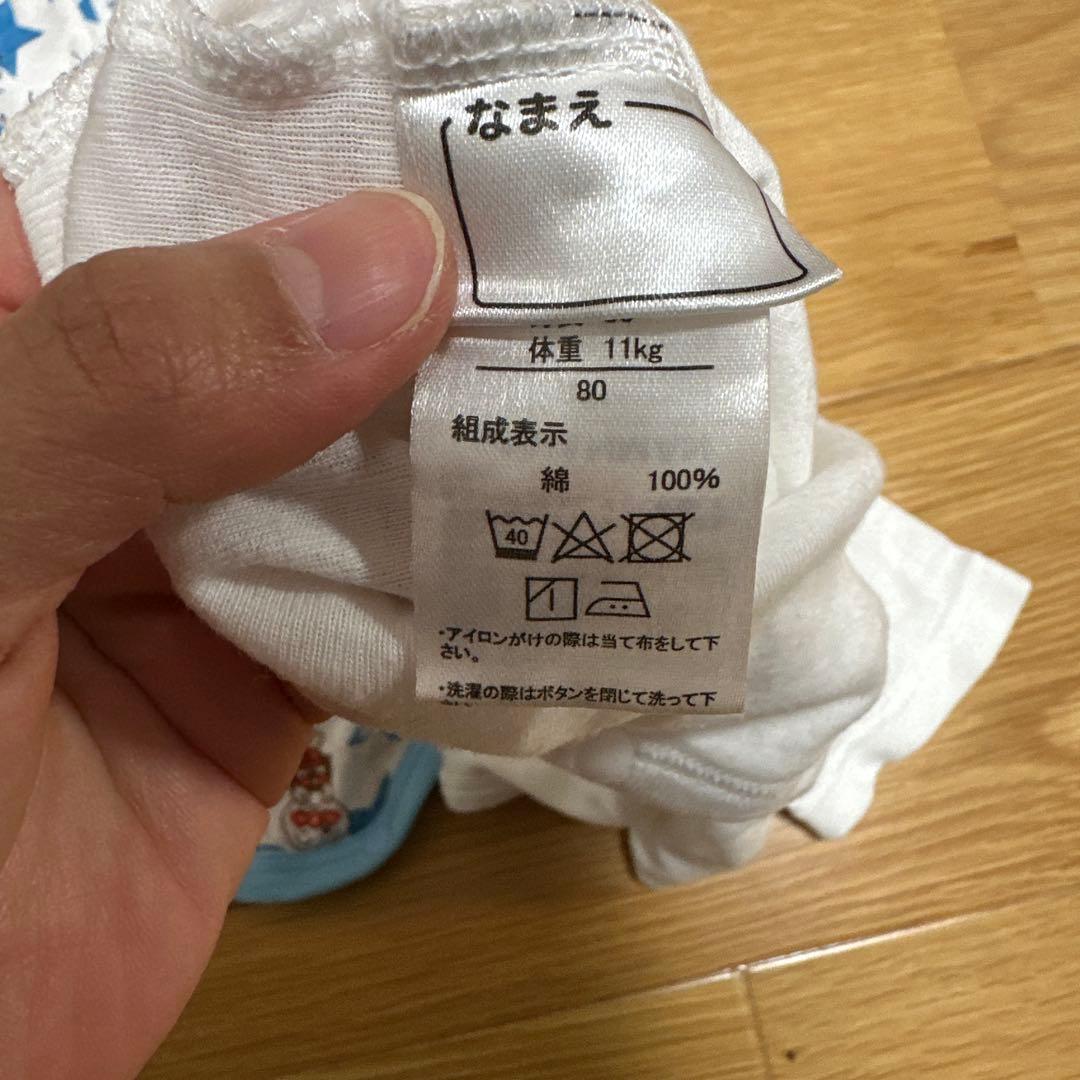 なまえ
体重 11kg
80
組成表示
綿 100%
40
・アイロンがけの際は当て布をして下
さい。
・洗濯の際はボタンを閉じて洗って下
さい。